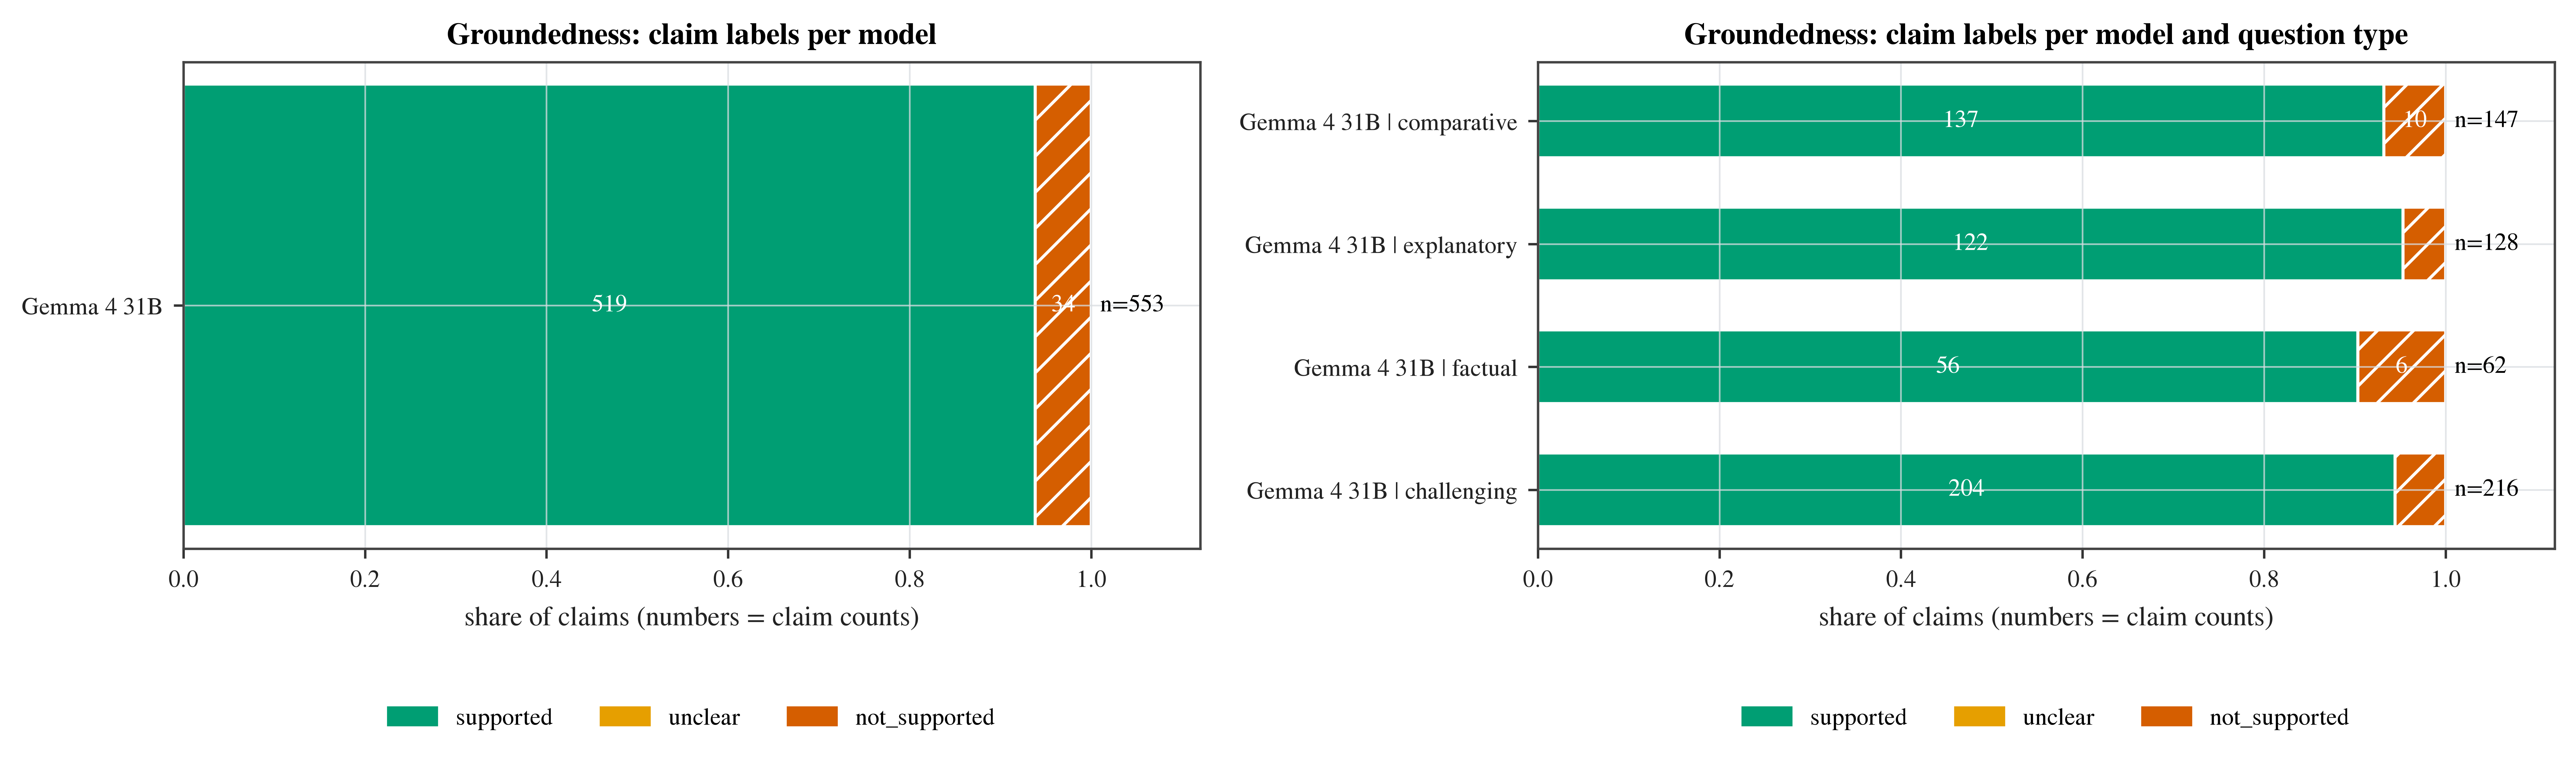 Groundedness: claim labels per model
Gemma 4 31B
519
34
n=553
0.0 0.2 0.4 0.6 0.8 1.0
share of claims (numbers = claim counts)
supported unclear not_supported
Groundedness: claim labels per model and question type
Gemma 4 31B | comparative 137 10 n=147
Gemma 4 31B | explanatory 122 n=128
Gemma 4 31B | factual 56 6 n=62
Gemma 4 31B | challenging 204 n=216
0.0 0.2 0.4 0.6 0.8 1.0
share of claims (numbers = claim counts)
supported unclear not_supported